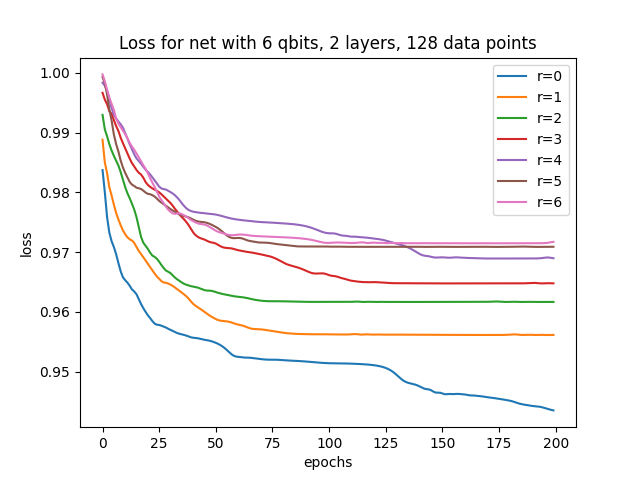 Loss for net with 6 qbits, 2 layers, 128 data points
loss
1.00
0.99
0.98
0.97
0.96
0.95
r=0
r=1
r=2
r=3
r=4
r=5
r=6
0 25 50 75 100 125 150 175 200
epochs